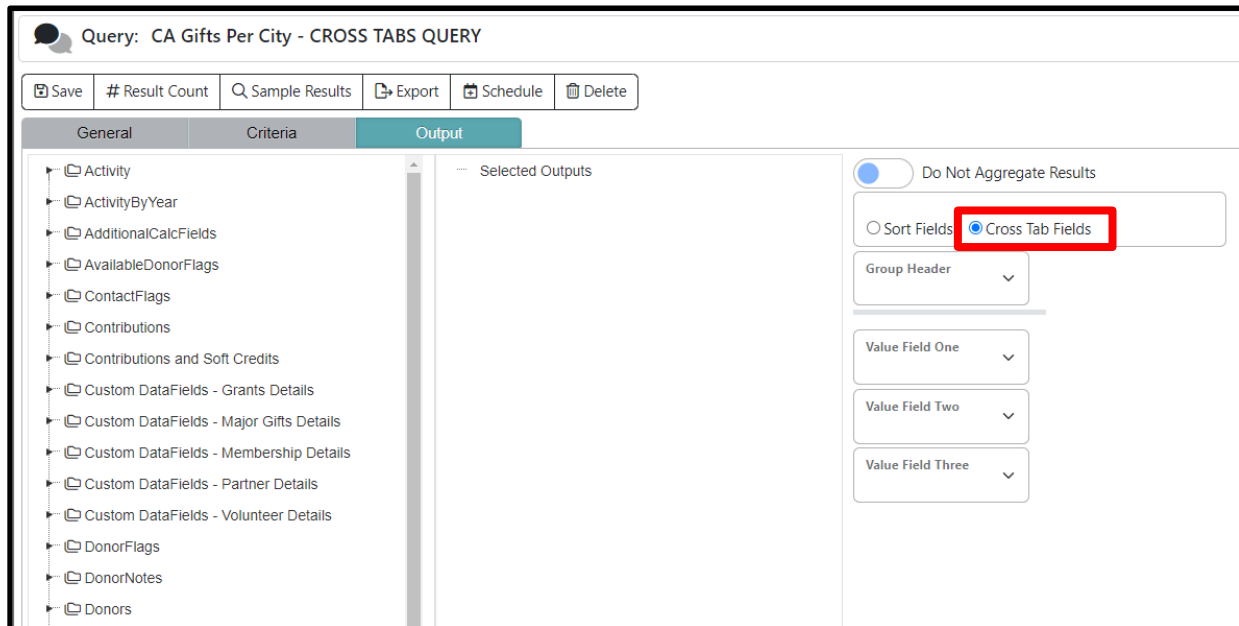 Query: CA Gifts Per City - CROSS TABS QUERY
Save # Result Count Sample Results Export Schedule Delete
General Criteria Output
Activity
ActivityByYear
AdditionalCalcFields
AvailableDonorFlags
ContactFlags
Contributions
Contributions and Soft Credits
Custom DataFields - Grants Details
Custom DataFields - Major Gifts Details
Custom DataFields - Membership Details
Custom DataFields - Partner Details
Custom DataFields - Volunteer Details
DonorFlags
DonorNotes
Donors
Selected Outputs
Do Not Aggregate Results
Sort Fields Cross Tab Fields
Group Header
Value Field One
Value Field Two
Value Field Three